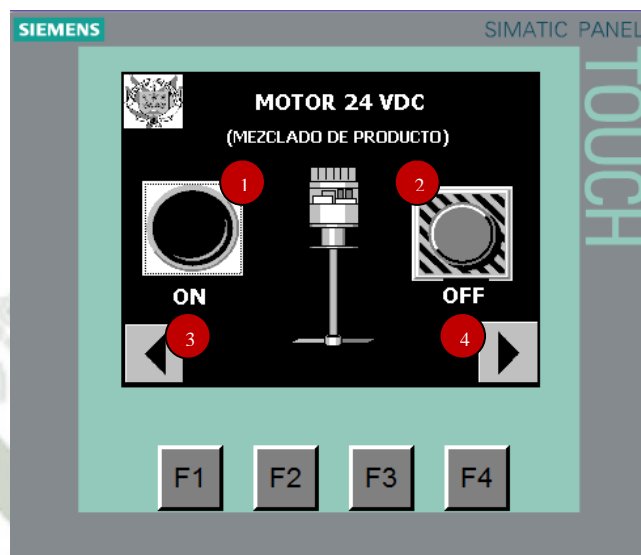 SIEMENS
SIMATIC PANEL
TOUCH
MOTOR 24 VDC
(MEZCLADO DE PRODUCTO)
1
2
ON
OFF
3
4
F1
F2
F3
F4